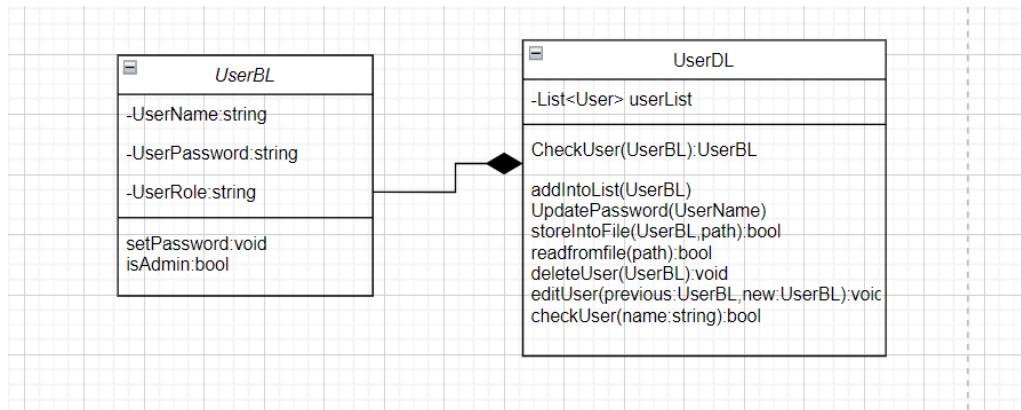 UserBL
-UserName:string
-UserPassword:string
-UserRole:string
setPassword:void
isAdmin:bool
UserDL
-List<User> userList
CheckUser(UserBL):UserBL
addIntoList(UserBL)
UpdatePassword(UserName)
storeIntoFile(UserBL,path):bool
readfromfile(path):bool
deleteUser(UserBL):void
editUser(previous:UserBL,new:UserBL):void
checkUser(name:string):bool